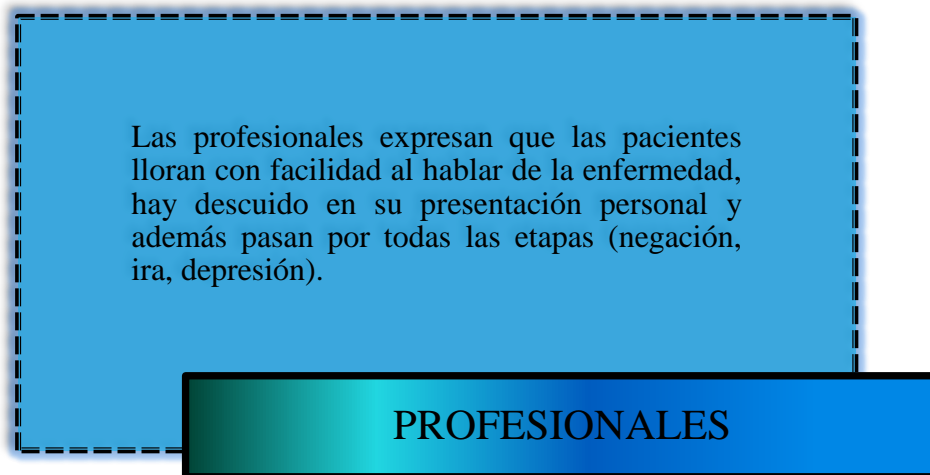 Las profesionales expresan que las pacientes
lloran con facilidad al hablar de la enfermedad,
hay descuido en su presentación personal y
además pasan por todas las etapas (negación,
ira, depresión).
PROFESIONALES